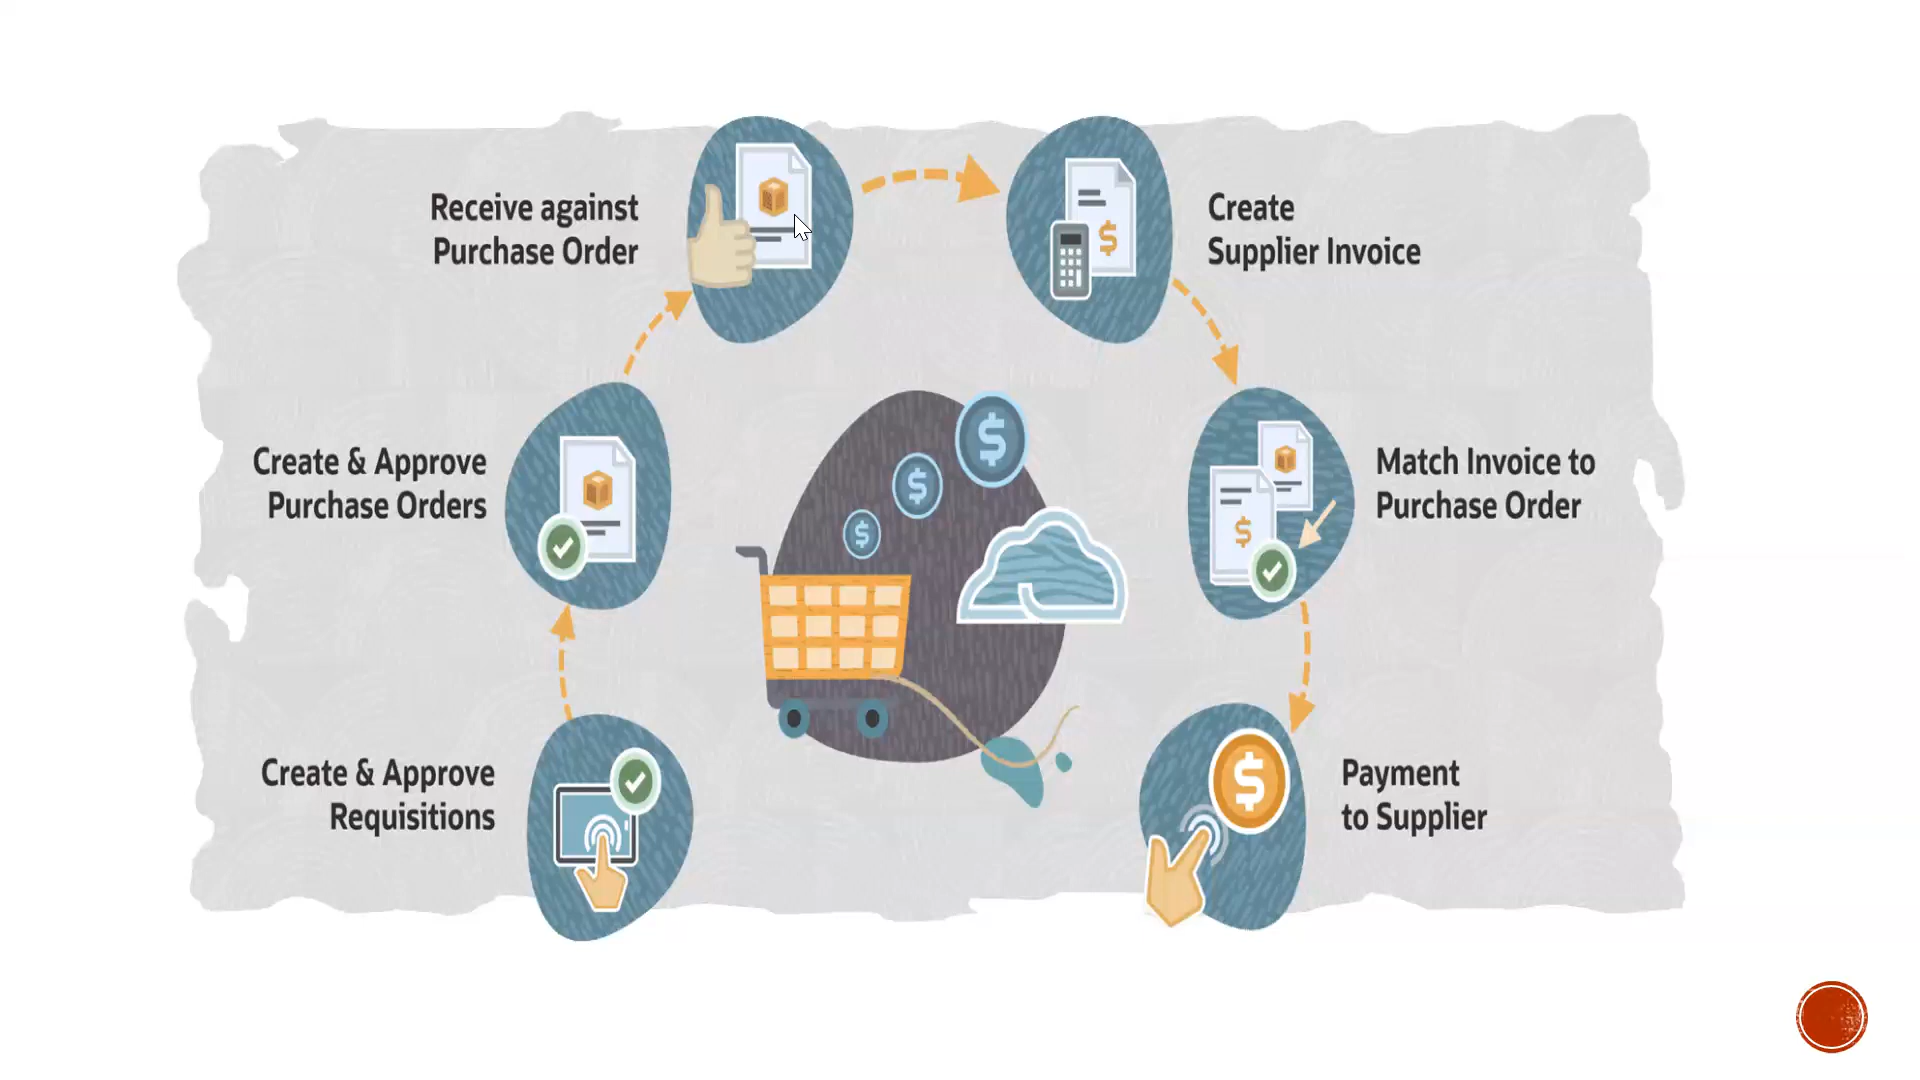 Receive against
Purchase Order
Create
Supplier Invoice
Create & Approve
Purchase Orders
Match Invoice to
Purchase Order
Create & Approve
Requisitions
Payment
to Supplier
$
$
$
$
$
$